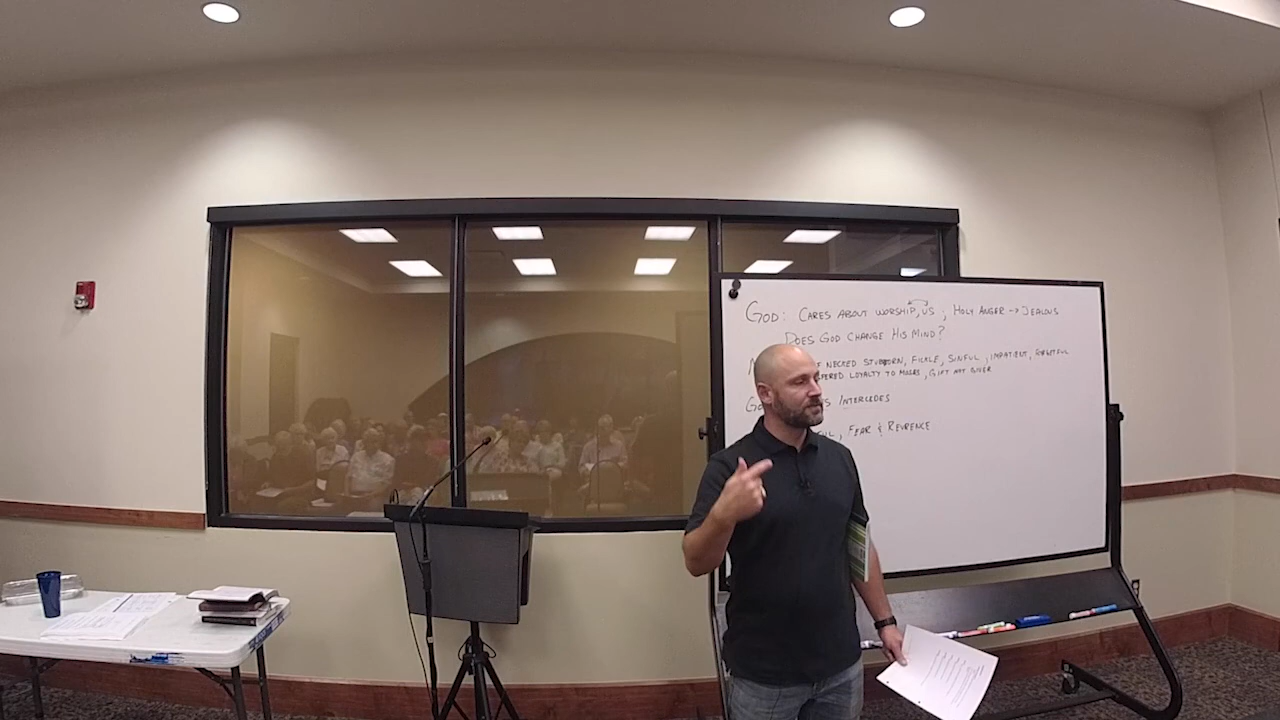 GOD: CARES ABOUT WORSHIP, US ; HOLY ANGER → JEALOUS
DOES GOD CHANGE HIS MIND?
NECKED STUBBORN, FICKLE, SINFUL, IMPATIENT, FORGETFUL
LOYALTY TO MOSES, GIFT NOT GIVER
INTERCEDES
, FEAR & REVRENCE